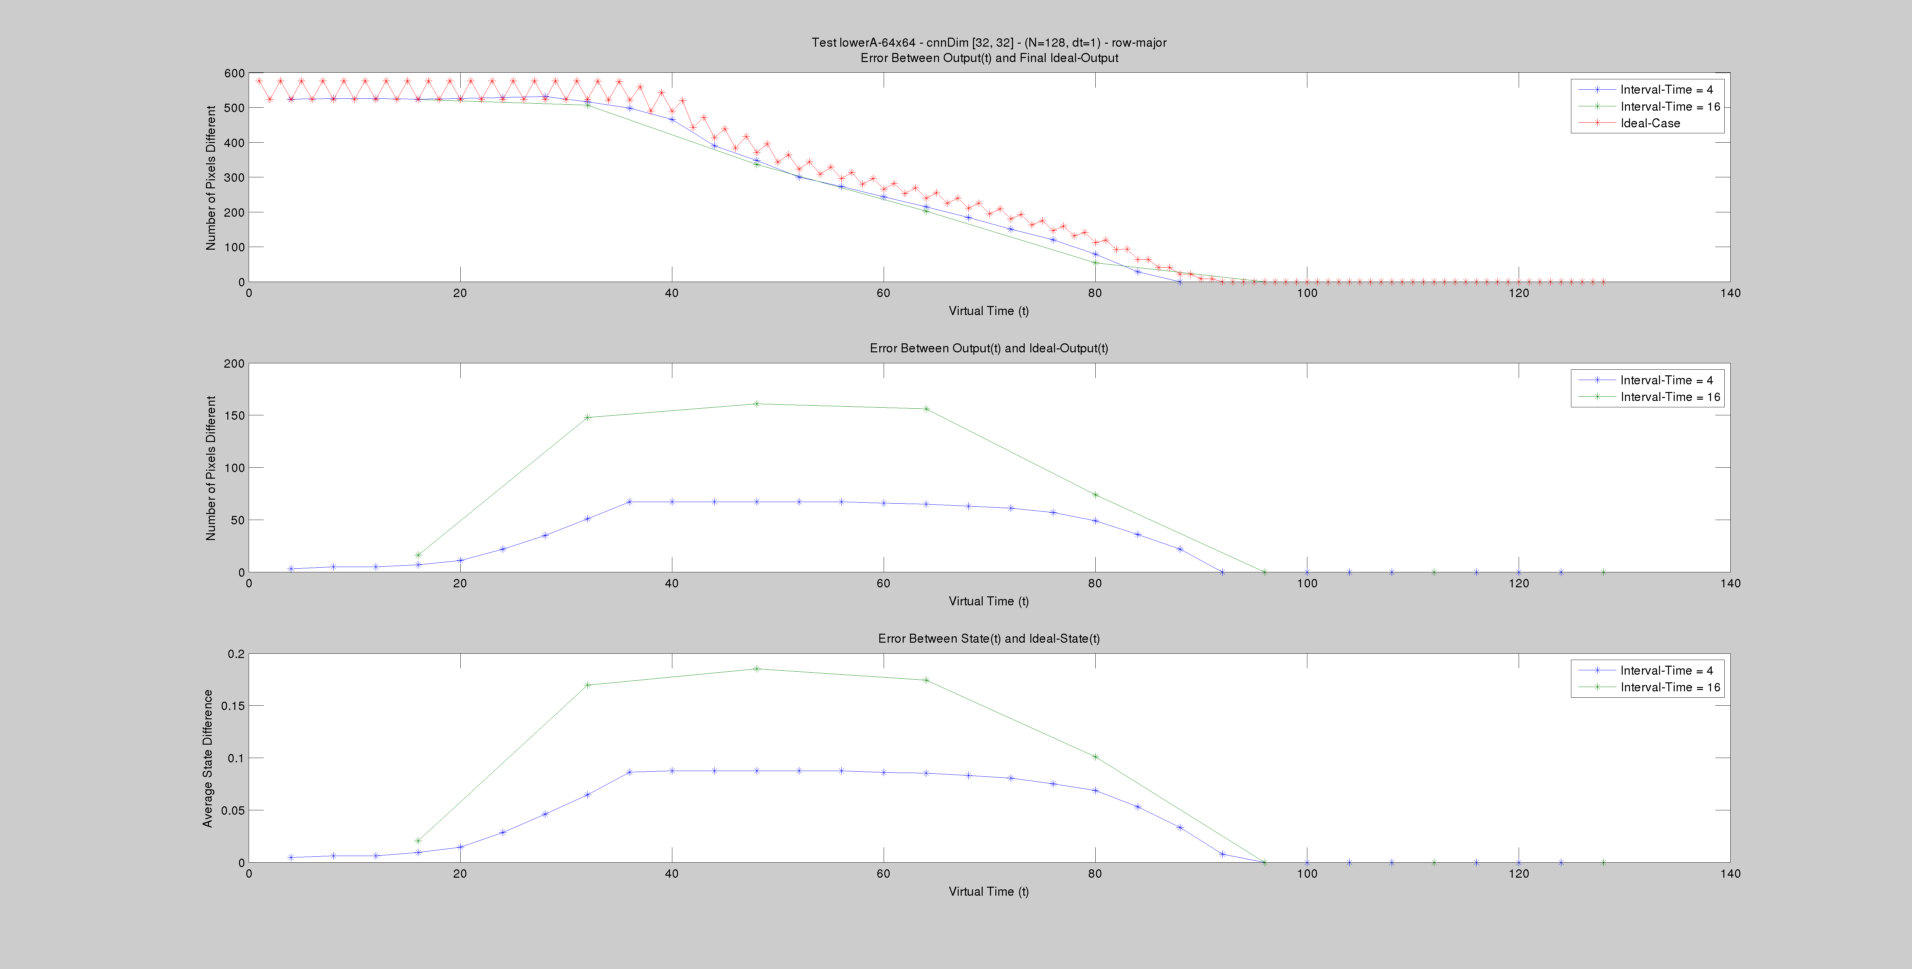 Test lowerA-64x64 - cnnDim [32, 32] - (N=128, dt=1) - row-major
Error Between Output(t) and Final Ideal-Output
600
500
400
300
200
100
0
Number of Pixels Different
Interval-Time = 4
Interval-Time = 16
Ideal-Case
0 20 40 60 80 100 120 140
Virtual Time (t)
Error Between Output(t) and Ideal-Output(t)
200
150
100
50
0
Number of Pixels Different
Interval-Time = 4
Interval-Time = 16
0 20 40 60 80 100 120 140
Virtual Time (t)
Error Between State(t) and Ideal-State(t)
0.2
0.15
0.1
0.05
0
Average State Difference
Interval-Time = 4
Interval-Time = 16
0 20 40 60 80 100 120 140
Virtual Time (t)